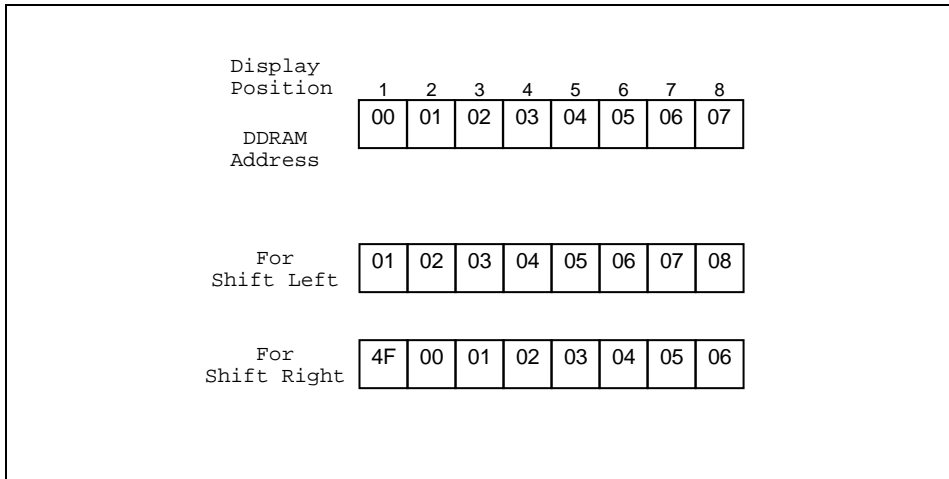 Display
Position 1 2 3 4 5 6 7 8
00 01 02 03 04 05 06 07
DDRAM
Address
For
Shift Left
01 02 03 04 05 06 07 08
For
Shift Right
4F 00 01 02 03 04 05 06